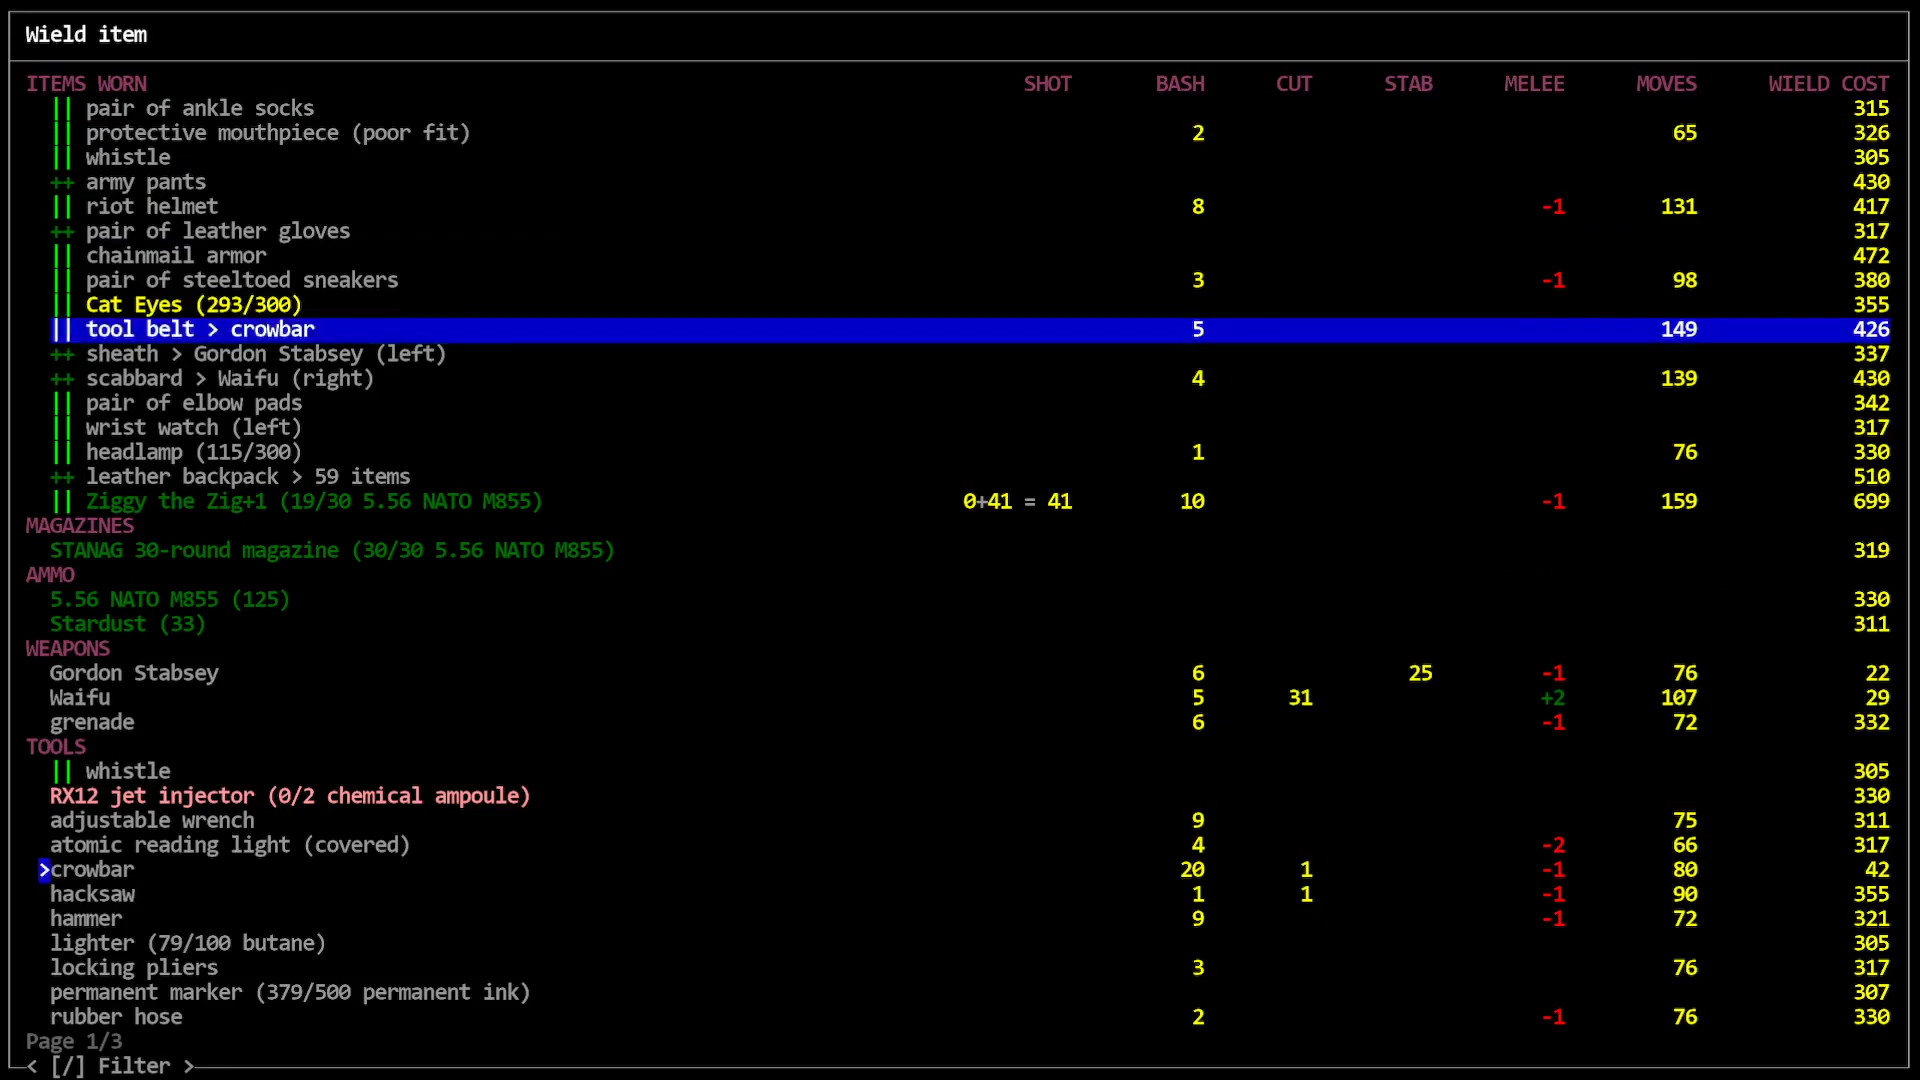 Wield item
ITEMS WORN SHOT BASH CUT STAB MELEE MOVES WIELD COST
|| pair of ankle socks 315
|| protective mouthpiece (poor fit) 2 65 326
|| whistle 305
++ army pants 430
|| riot helmet 8 -1 131 417
++ pair of leather gloves 317
|| chainmail armor 472
|| pair of steeltoed sneakers 3 -1 98 380
|| Cat Eyes (293/300) 355
|| tool belt > crowbar 5 149 426
++ sheath > Gordon Stabsey (left) 337
++ scabbard > Waifu (right) 4 139 430
|| pair of elbow pads 342
|| wrist watch (left) 317
|| headlamp (115/300) 1 76 330
++ leather backpack > 59 items 510
|| Ziggy the Zig+1 (19/30 5.56 NATO M855) 0+41 = 41 10 -1 159 699
MAGAZINES
STANAG 30-round magazine (30/30 5.56 NATO M855) 319
AMMO
5.56 NATO M855 (125) 330
Stardust (33) 311
WEAPONS
Gordon Stabsey 6 25 -1 76 22
Waifu 5 31 +2 107 29
grenade 6 -1 72 332
TOOLS
|| whistle 305
RX12 jet injector (0/2 chemical ampoule) 330
adjustable wrench 9 75 311
atomic reading light (covered) 4 -2 66 317
>crowbar 20 1 -1 80 42
hacksaw 1 1 -1 90 355
hammer 9 -1 72 321
lighter (79/100 butane) 305
locking pliers 3 76 317
permanent marker (379/500 permanent ink) 307
rubber hose 2 -1 76 330
Page 1/3
< [/] Filter >